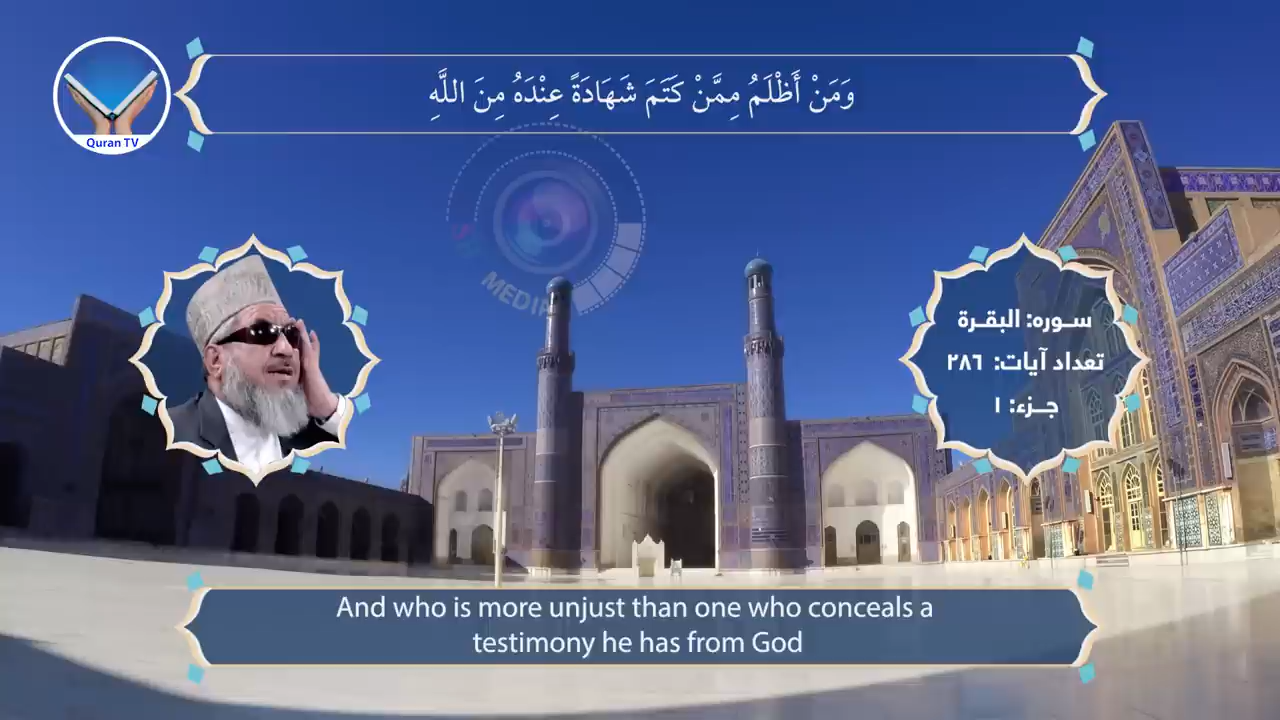 وَمَنْ أَظْلَمُ مِمَّنْ كَتَمَ شَهَادَةً عِنْدَهُ مِنَ اللَّهِ
Quran TV
MEDIA
سوره: البقرة
تعداد آیات: ٢٨٦
جزء: ١
And who is more unjust than one who conceals a
testimony he has from God